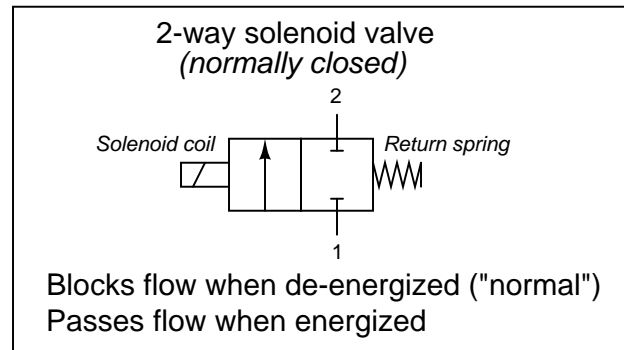 2-way solenoid valve
(normally closed)
2
Solenoid coil
Return spring
1
Blocks flow when de-energized ("normal")
Passes flow when energized